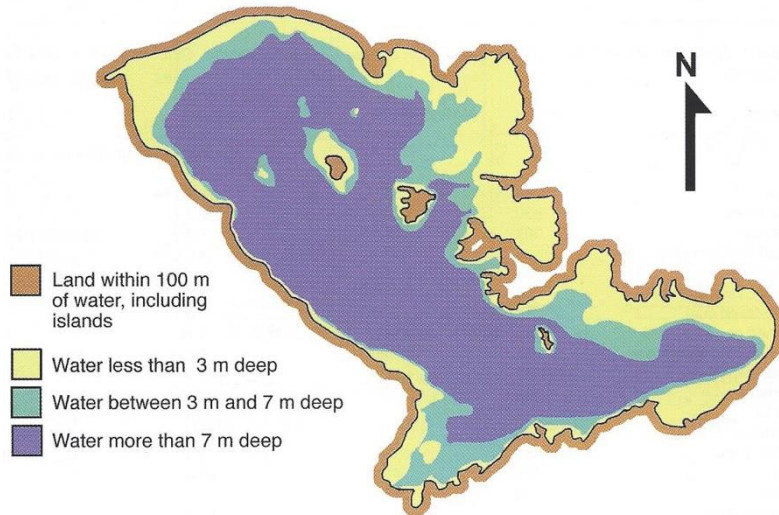 N
Land within 100 m
of water, including
islands
Water less than 3 m deep
Water between 3 m and 7 m deep
Water more than 7 m deep